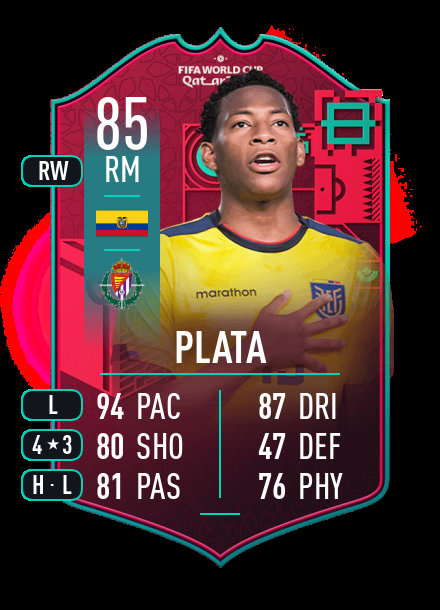 FIFA WORLD CUP
85
RM
RW
marathon
PLATA
L
94 PAC
87 DRI
4★3
80 SHO
47 DEF
H · L
81 PAS
76 PHY